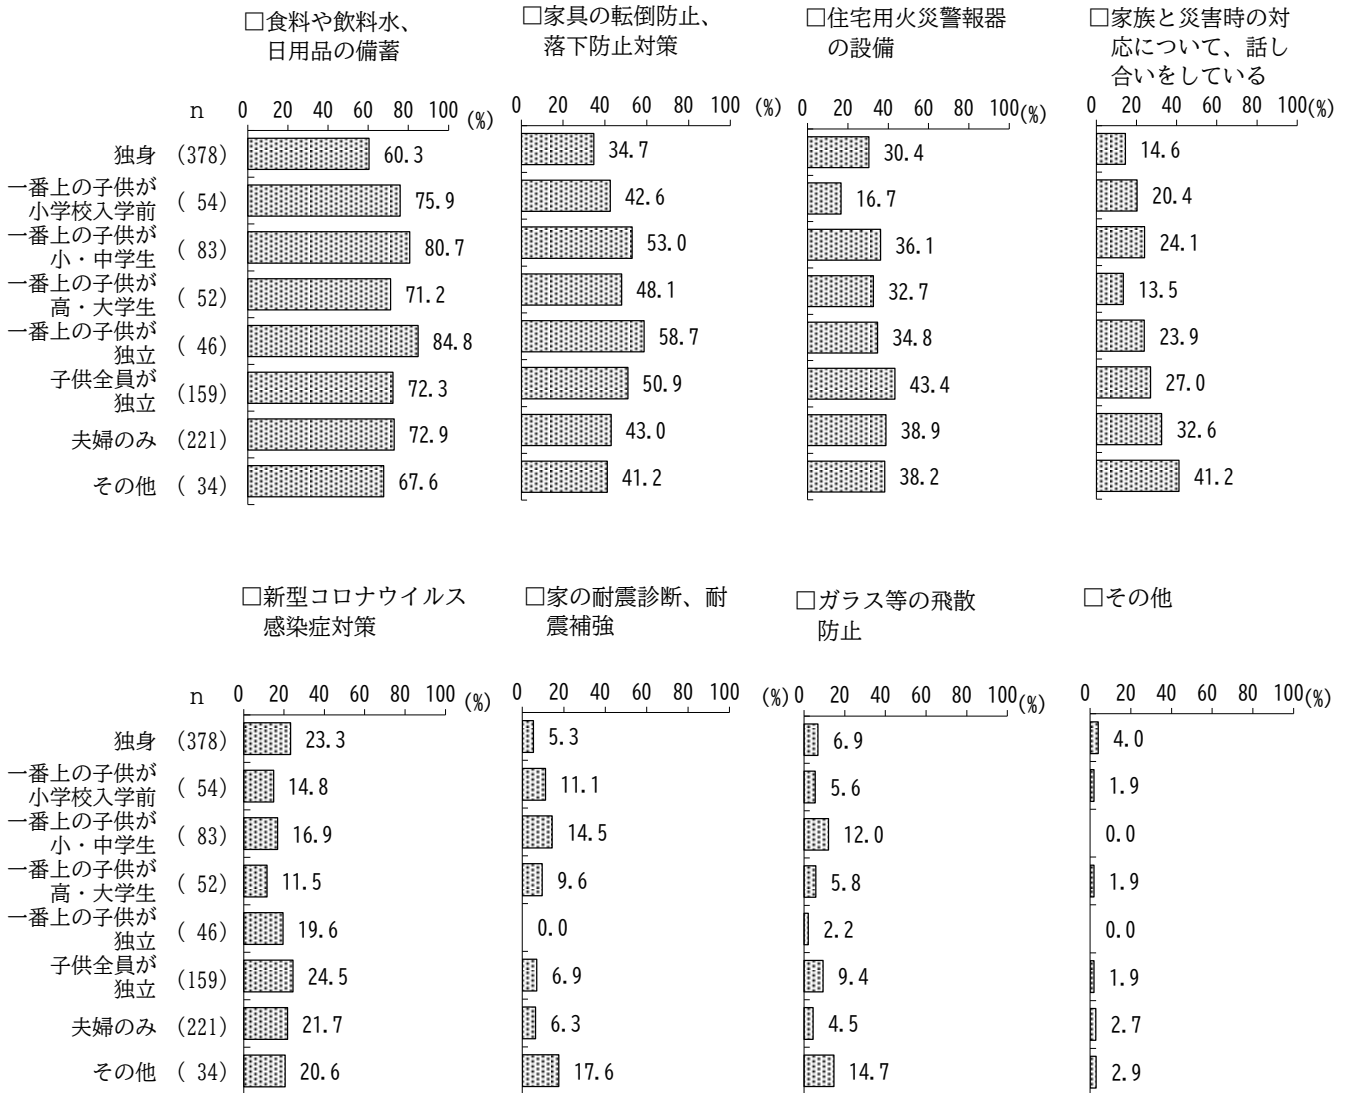 □食料や飲料水、
日用品の備蓄
□家具の転倒防止、
落下防止対策
□住宅用火災警報器
の設備
□家族と災害時の対
応について、話し
合いをしている
n
0 20 40 60 80 100 (%)
0 20 40 60 80 100 (%)
0 20 40 60 80 100 (%)
0 20 40 60 80 100 (%)
独身 (378) 60.3 34.7 30.4 14.6
一番上の子供が
小学校入学前 ( 54) 75.9 42.6 16.7 20.4
一番上の子供が
小・中学生 ( 83) 80.7 53.0 36.1 24.1
一番上の子供が
高・大学生 ( 52) 71.2 48.1 32.7 13.5
一番上の子供が
独立 ( 46) 84.8 58.7 34.8 23.9
子供全員が
独立 (159) 72.3 50.9 43.4 27.0
夫婦のみ (221) 72.9 43.0 38.9 32.6
その他 ( 34) 67.6 41.2 38.2 41.2
□新型コロナウイルス
感染症対策
□家の耐震診断、耐
震補強
□ガラス等の飛散
防止
□その他
n
0 20 40 60 80 100 (%)
0 20 40 60 80 100 (%)
0 20 40 60 80 100 (%)
0 20 40 60 80 100 (%)
独身 (378) 23.3 5.3 6.9 4.0
一番上の子供が
小学校入学前 ( 54) 14.8 11.1 5.6 1.9
一番上の子供が
小・中学生 ( 83) 16.9 14.5 12.0 0.0
一番上の子供が
高・大学生 ( 52) 11.5 9.6 5.8 1.9
一番上の子供が
独立 ( 46) 19.6 0.0 2.2 0.0
子供全員が
独立 (159) 24.5 6.9 9.4 1.9
夫婦のみ (221) 21.7 6.3 4.5 2.7
その他 ( 34) 20.6 17.6 14.7 2.9